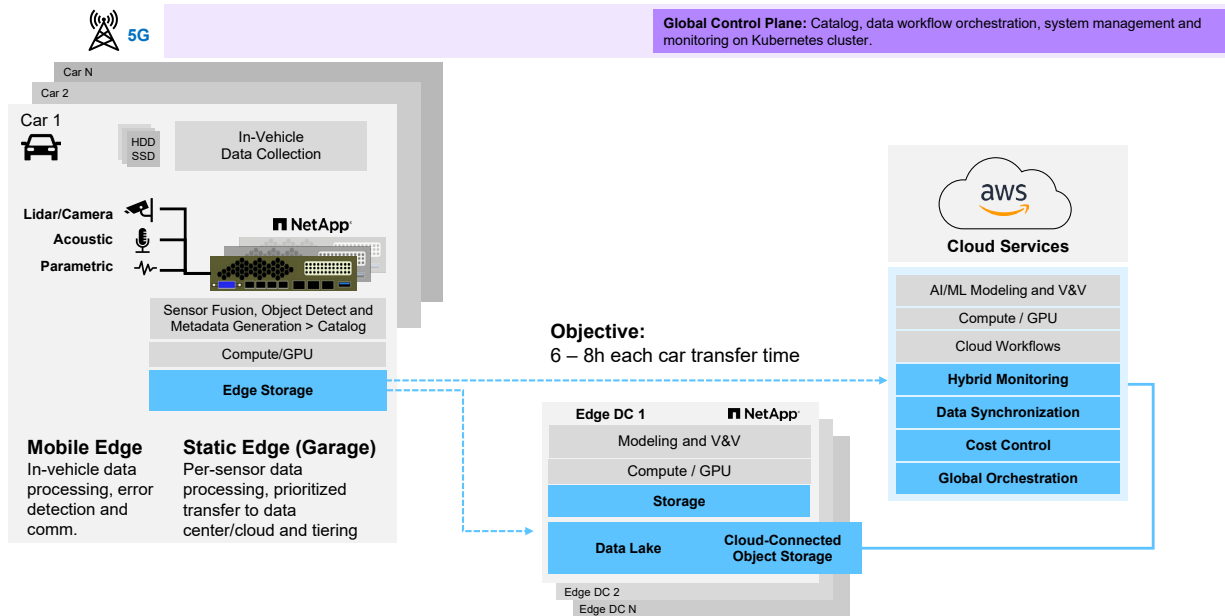 5G
Global Control Plane: Catalog, data workflow orchestration, system management and
monitoring on Kubernetes cluster.
Car N
Car 2
Car 1
HDD
SSD
In-Vehicle
Data Collection
Lidar/Camera
Acoustic
Parametric
NetApp
Sensor Fusion, Object Detect and
Metadata Generation > Catalog
Compute/GPU
Edge Storage
Mobile Edge
In-vehicle data
processing, error
detection and
comm.
Static Edge (Garage)
Per-sensor data
processing, prioritized
transfer to data
center/cloud and tiering
Objective:
6 – 8h each car transfer time
Edge DC 1
NetApp
Modeling and V&V
Compute / GPU
Storage
Data Lake
Cloud-Connected
Object Storage
Edge DC 2
Edge DC N
aws
Cloud Services
AI/ML Modeling and V&V
Compute / GPU
Cloud Workflows
Hybrid Monitoring
Data Synchronization
Cost Control
Global Orchestration